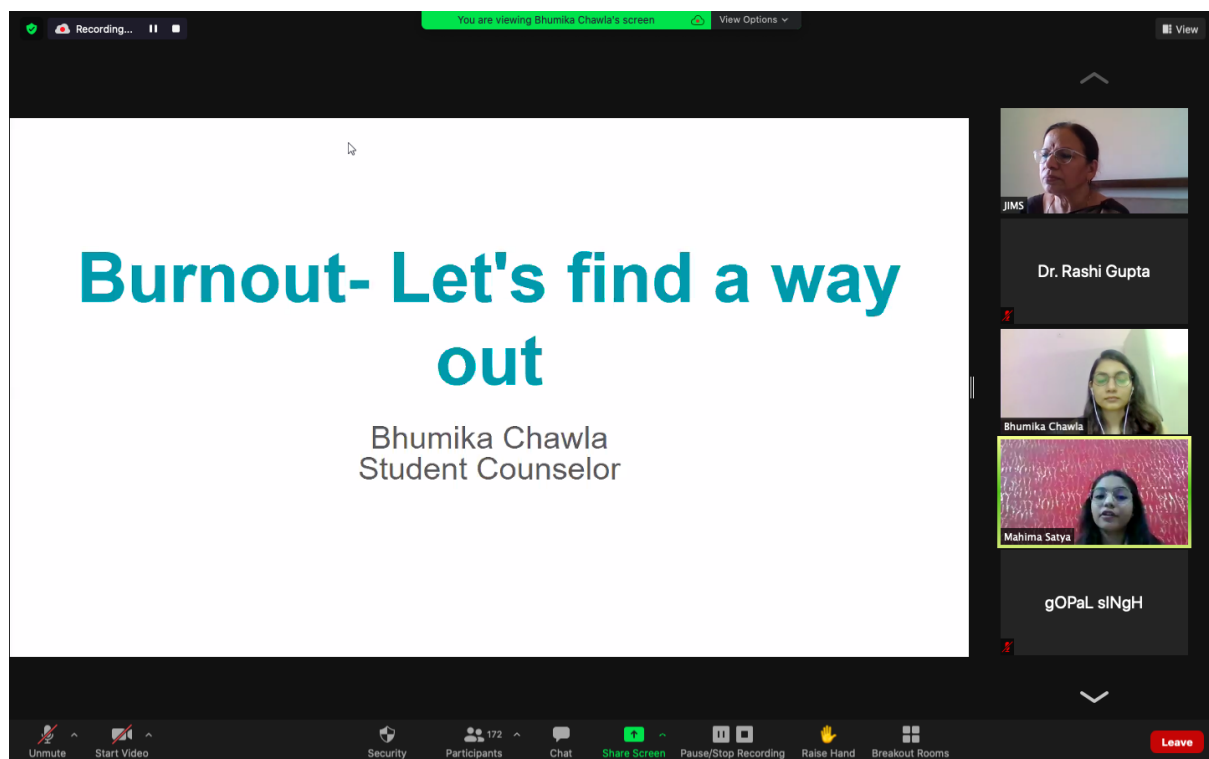 Recording...
You are viewing Bhumika Chawla's screen
View Options
View
Burnout- Let's find a way
out
Bhumika Chawla
Student Counselor
JIMS
Dr. Rashi Gupta
Bhumika Chawla
Mahima Satya
gOPaL sINgH
Unmute
Start Video
Security
172
Participants
Chat
Share Screen
Pause/Stop Recording
Raise Hand
Breakout Rooms
Leave